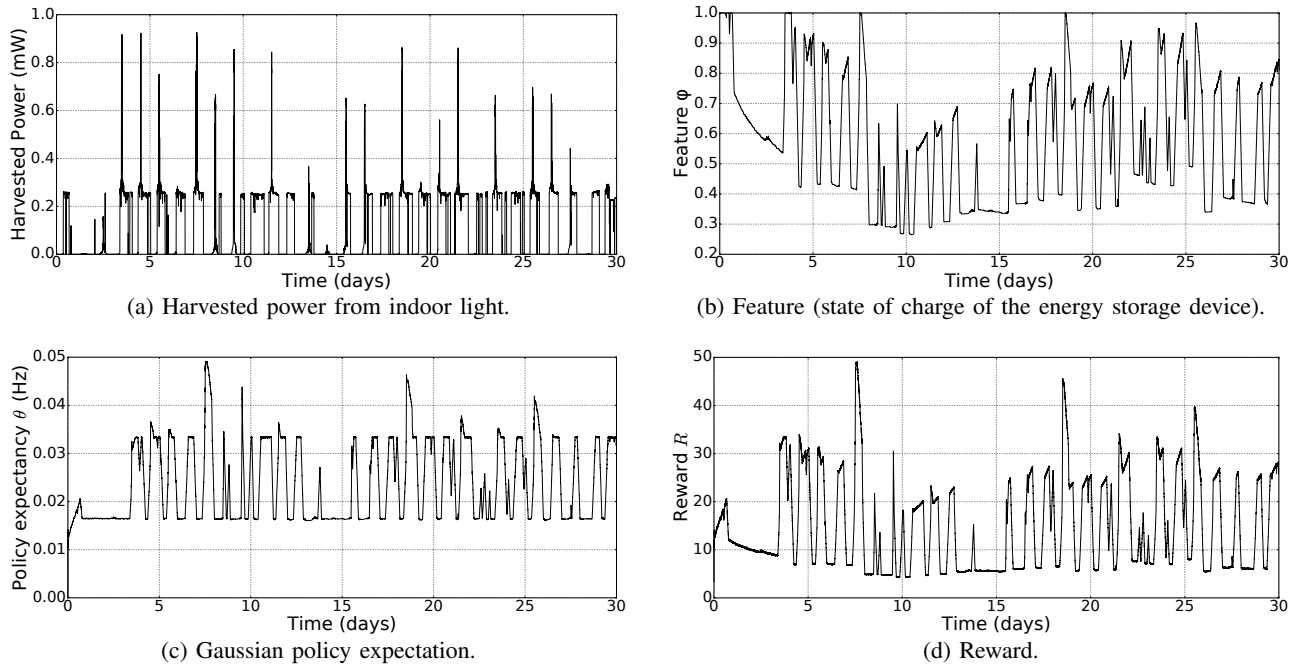 1.0
0.8
0.6
0.4
0.2
0.0
Harvested Power (mW)
0 5 10 15 20 25 30
Time (days)
(a) Harvested power from indoor light.
1.0
0.9
0.8
0.7
0.6
0.5
0.4
0.3
0.2
Feature φ
0 5 10 15 20 25 30
Time (days)
(b) Feature (state of charge of the energy storage device).
0.05
0.04
0.03
0.02
0.01
0.00
Policy expectancy θ (Hz)
0 5 10 15 20 25 30
Time (days)
(c) Gaussian policy expectation.
50
40
30
20
10
0
Reward R
0 5 10 15 20 25 30
Time (days)
(d) Reward.